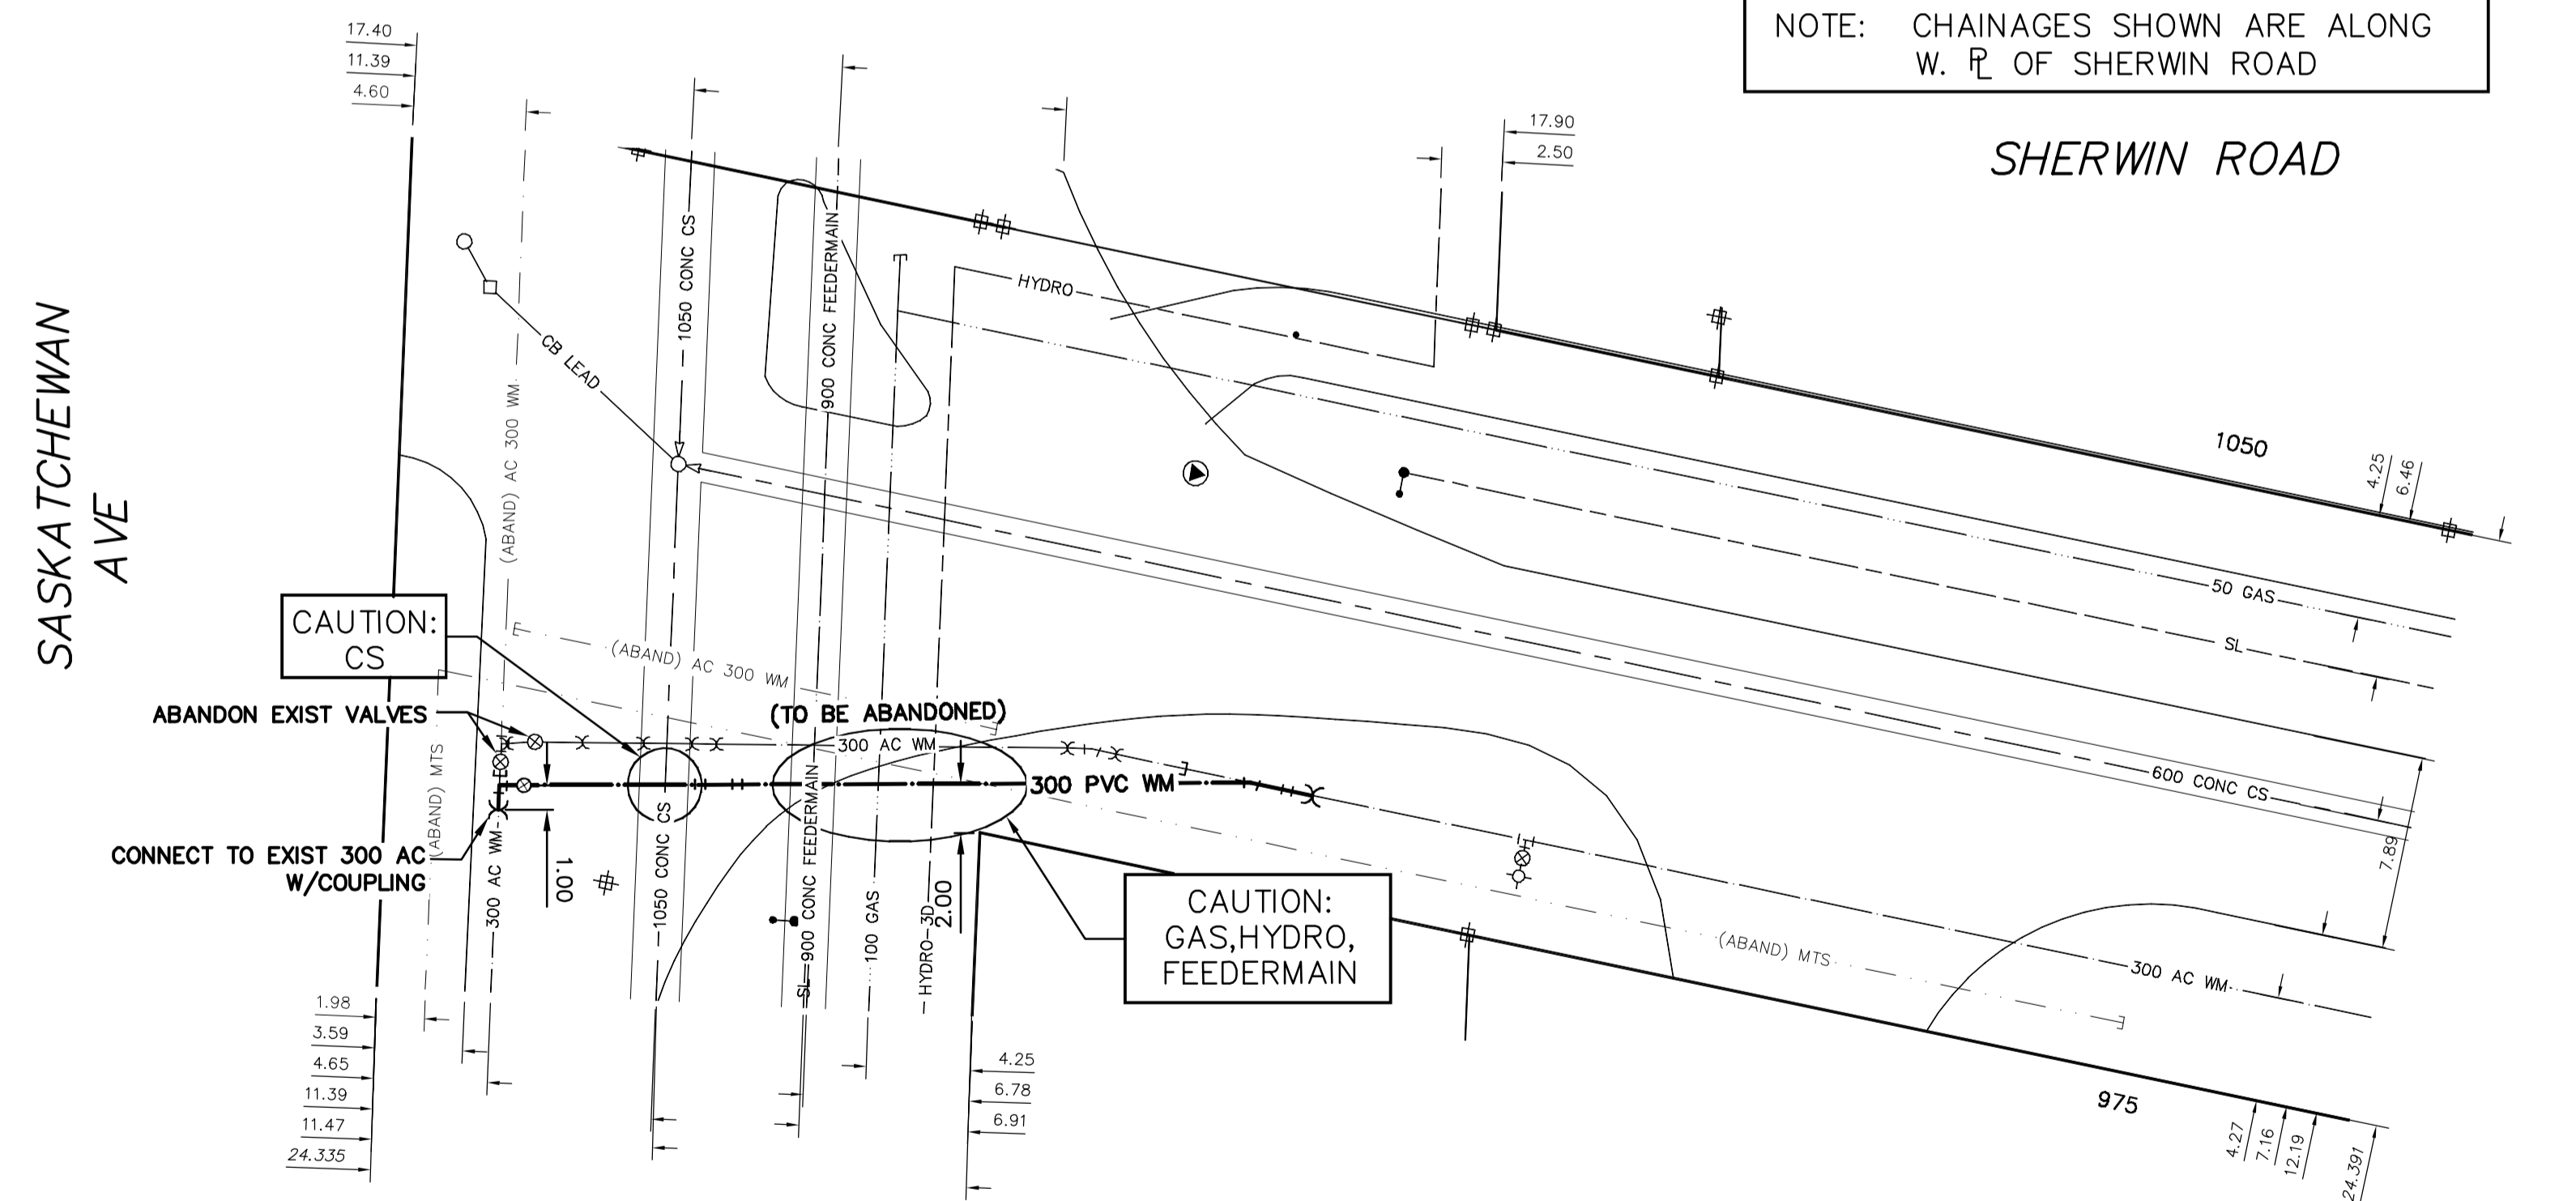 NOTE: CHAINAGES SHOWN ARE ALONG
W. PL OF SHERWIN ROAD
SHERWIN ROAD
SASKATCHEWAN
AVE
17.40
11.39
4.60
17.90
2.50
1050 CONC CS
900 CONC FEEDERMAIN
HYDRO
CB LEAD
(ABAND) AC 300 WM
1050
4.25
6.46
50 GAS
SL
600 CONC CS
7.89
CAUTION:
CS
(ABAND) AC 300 WM
ABANDON EXIST VALVES
(TO BE ABANDONED)
300 AC WM
300 PVC WM
(ABAND) MTS
CONNECT TO EXIST 300 AC
W/COUPLING
300 AC WM
1.00
1050 CONC CS
SL
900 CONC FEEDERMAIN
100 GAS
HYDRO-3D
2.00
CAUTION:
GAS,HYDRO,
FEEDERMAIN
(ABAND) MTS
300 AC WM
975
1.98
3.59
4.65
11.39
11.47
24.335
4.25
6.78
6.91
4.27
7.16
12.19
24.391